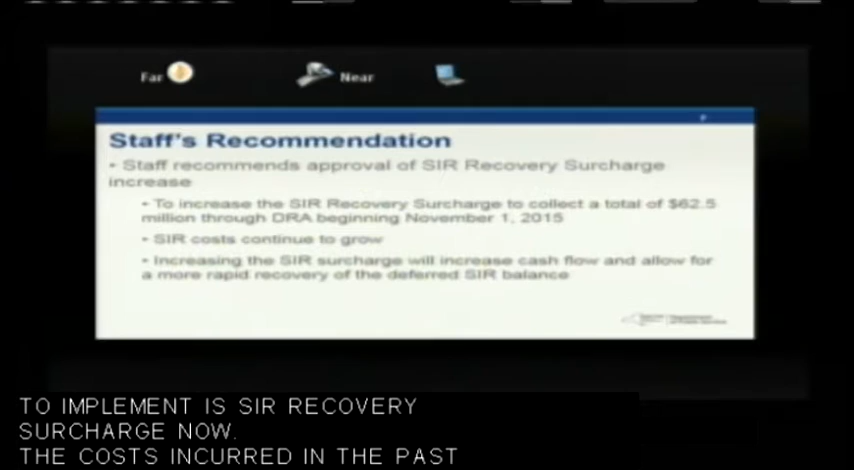 Far
Near
7
Staff's Recommendation
• Staff recommends approval of SIR Recovery Surcharge
increase
• To increase the SIR Recovery Surcharge to collect a total of $62.5
million through DRA beginning November 1, 2015
• SIR costs continue to grow
• Increasing the SIR surcharge will increase cash flow and allow for
a more rapid recovery of the deferred SIR balance
TO IMPLEMENT IS SIR RECOVERY
SURCHARGE NOW.
THE COSTS INCURRED IN THE PAST